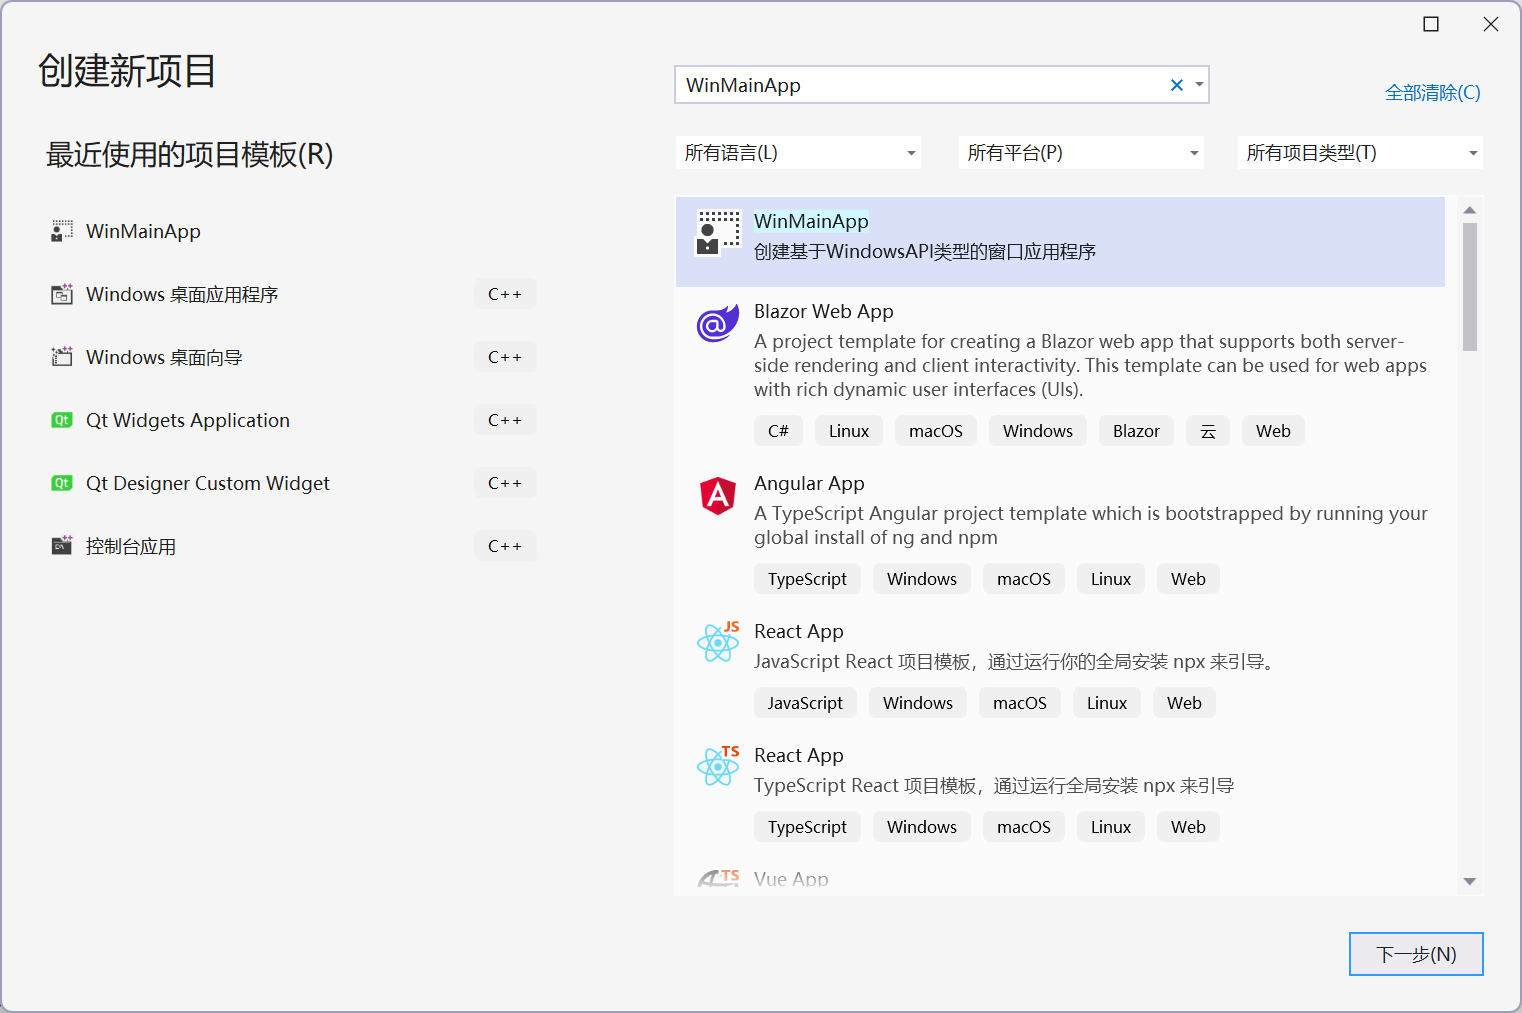 创建新项目
最近使用的项目模板(R)
WinMainApp
Windows 桌面应用程序
C++
Windows 桌面向导
C++
Qt Widgets Application
C++
Qt Designer Custom Widget
C++
控制台应用
C++
WinMainApp
全部清除(C)
所有语言(L)
所有平台(P)
所有项目类型(T)
WinMainApp
创建基于WindowsAPI类型的窗口应用程序
Blazor Web App
A project template for creating a Blazor web app that supports both server-
side rendering and client interactivity. This template can be used for web apps
with rich dynamic user interfaces (UIs).
C# Linux macOS Windows Blazor 云 Web
Angular App
A TypeScript Angular project template which is bootstrapped by running your
global install of ng and npm
TypeScript Windows macOS Linux Web
JS
React App
JavaScript React 项目模板，通过运行你的全局安装 npx 来引导。
JavaScript Windows macOS Linux Web
TS
React App
TypeScript React 项目模板，通过运行全局安装 npx 来引导
TypeScript Windows macOS Linux Web
TS
Vue App
下一步(N)